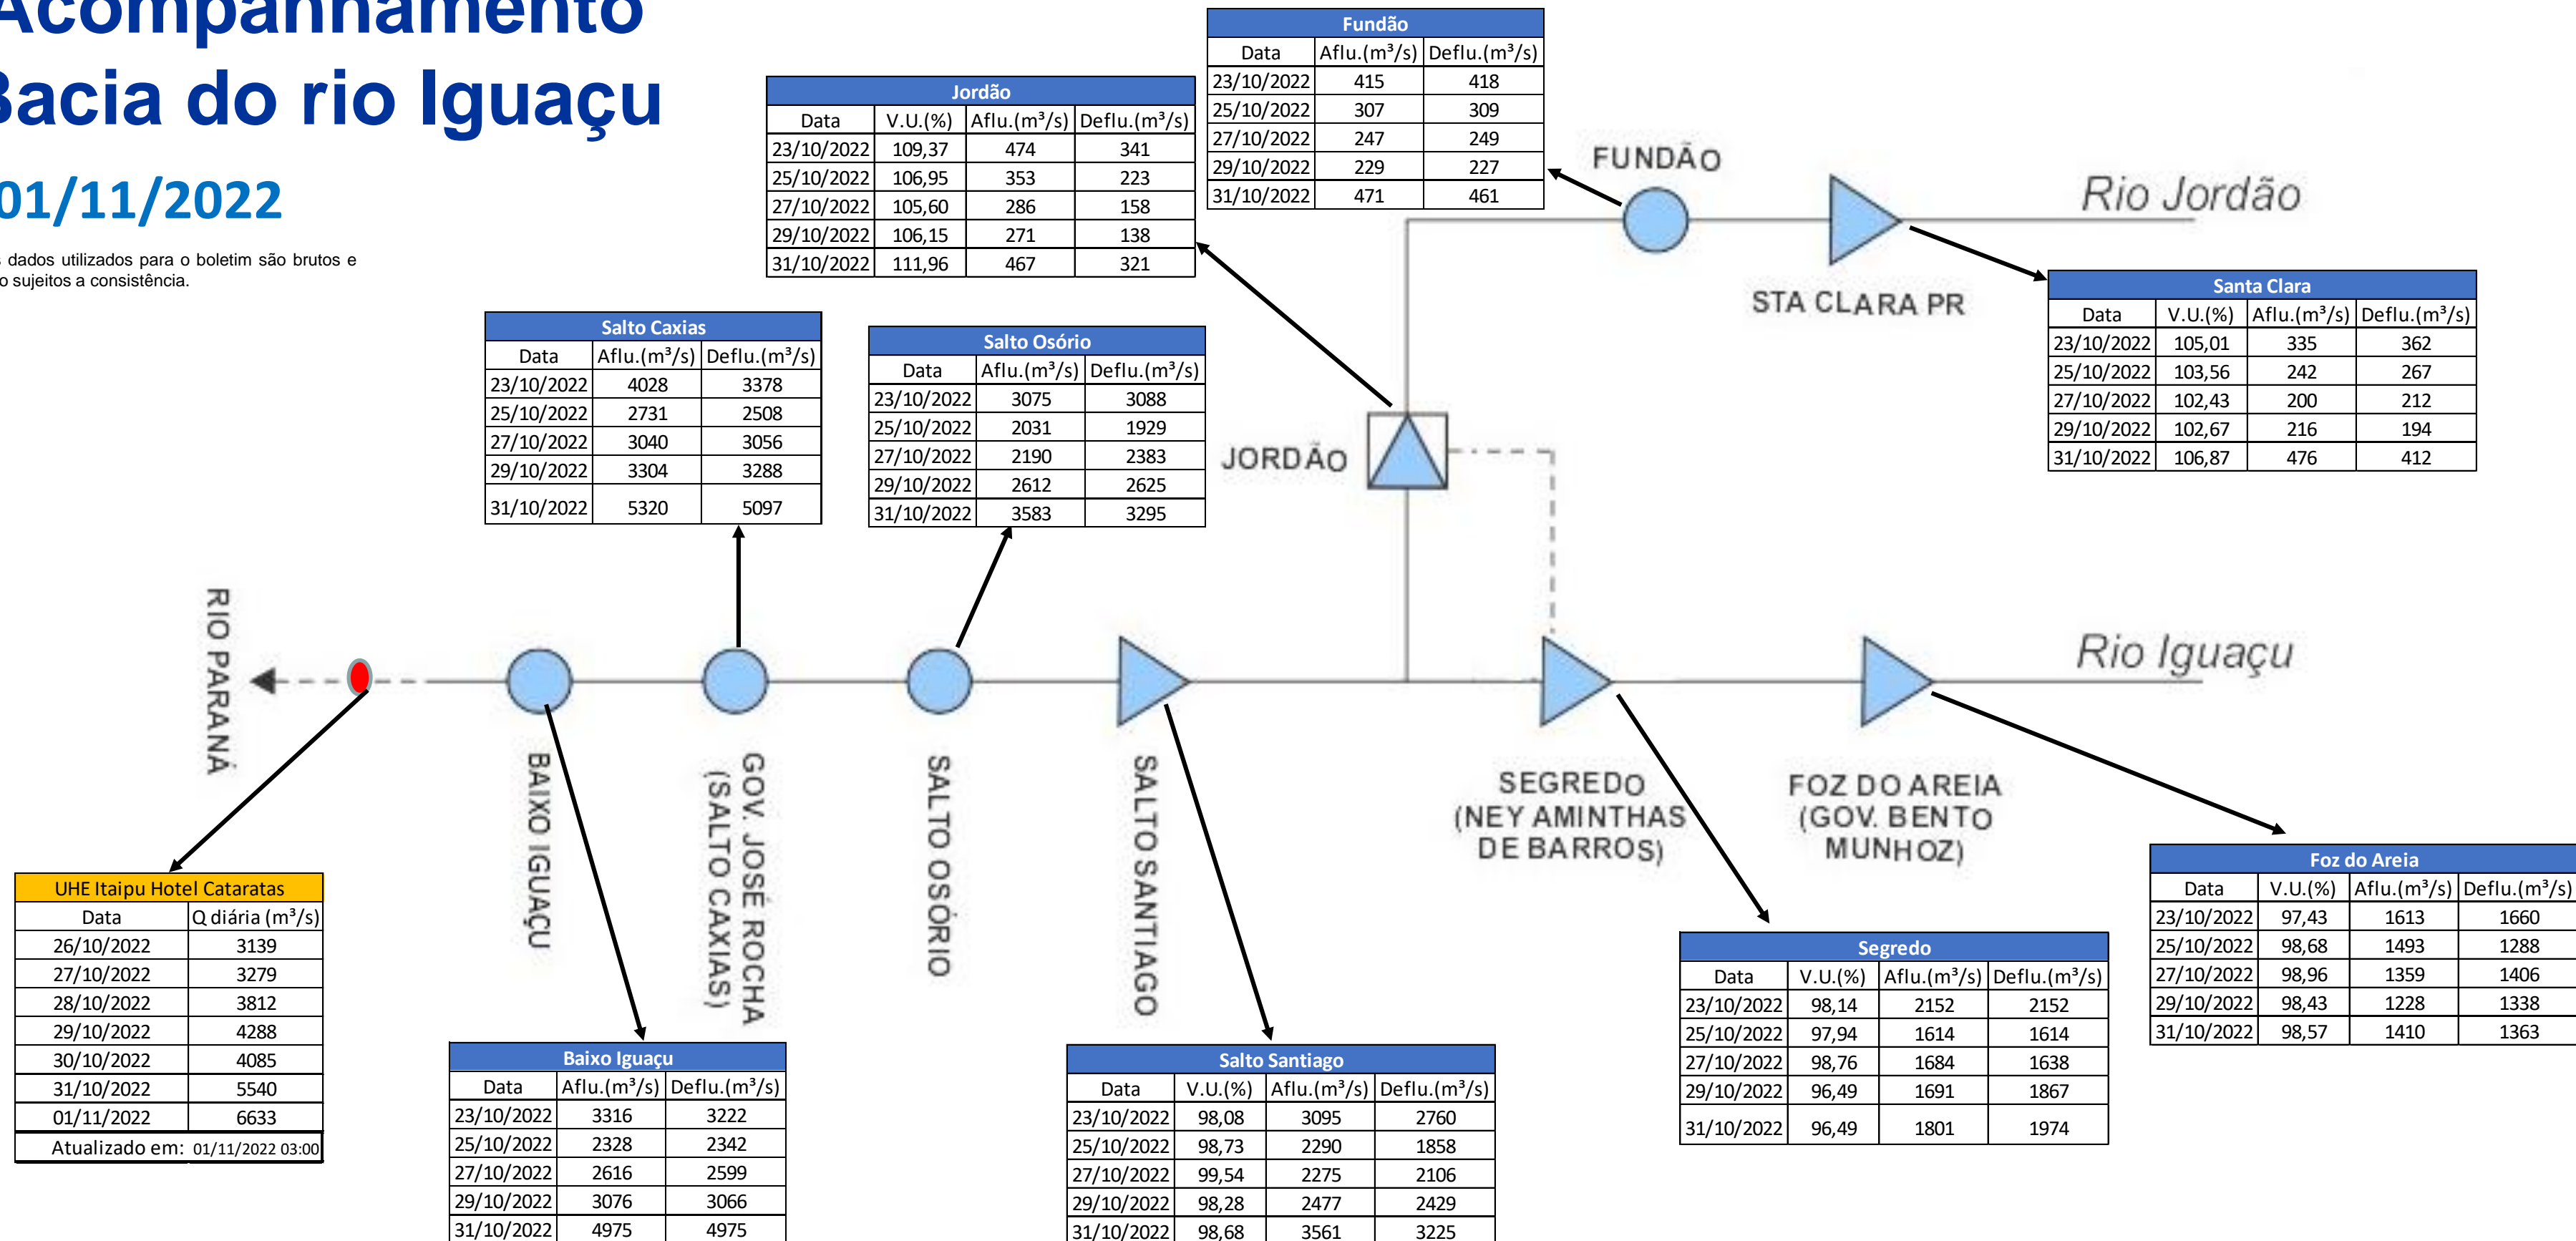 Acompanhamento
Bacia do rio Iguaçu
01/11/2022
dados utilizados para o boletim são brutos e
sujeitos a consistência.
Fundão
Data Aflu.(m³/s) Deflu.(m³/s)
23/10/2022 415 418
25/10/2022 307 309
27/10/2022 247 249
29/10/2022 229 227
31/10/2022 471 461
Jordão
Data V.U.(%) Aflu.(m³/s) Deflu.(m³/s)
23/10/2022 109,37 474 341
25/10/2022 106,95 353 223
27/10/2022 105,60 286 158
29/10/2022 106,15 271 138
31/10/2022 111,96 467 321
FUNDÃO
Rio Jordão
STA CLARA PR
Santa Clara
Data V.U.(%) Aflu.(m³/s) Deflu.(m³/s)
23/10/2022 105,01 335 362
25/10/2022 103,56 242 267
27/10/2022 102,43 200 212
29/10/2022 102,67 216 194
31/10/2022 106,87 476 412
Salto Caxias
Data Aflu.(m³/s) Deflu.(m³/s)
23/10/2022 4028 3378
25/10/2022 2731 2508
27/10/2022 3040 3056
29/10/2022 3304 3288
31/10/2022 5320 5097
Salto Osório
Data Aflu.(m³/s) Deflu.(m³/s)
23/10/2022 3075 3088
25/10/2022 2031 1929
27/10/2022 2190 2383
29/10/2022 2612 2625
31/10/2022 3583 3295
JORDÃO
Rio Iguaçu
RIO PARANÁ
BAIXO IGUAÇU
GOV. JOSÉ ROCHA
(SALTO CAXIAS)
SALTO OSÓRIO
SALTO SANTIAGO
SEGREDO
(NEY AMINTHAS
DE BARROS)
FOZ DO AREIA
(GOV. BENTO
MUNHOZ)
UHE Itaipu Hotel Cataratas
Data Q diária (m³/s)
26/10/2022 3139
27/10/2022 3279
28/10/2022 3812
29/10/2022 4288
30/10/2022 4085
31/10/2022 5540
01/11/2022 6633
Atualizado em: 01/11/2022 03:00
Baixo Iguaçu
Data Aflu.(m³/s) Deflu.(m³/s)
23/10/2022 3316 3222
25/10/2022 2328 2342
27/10/2022 2616 2599
29/10/2022 3076 3066
31/10/2022 4975 4975
Salto Santiago
Data V.U.(%) Aflu.(m³/s) Deflu.(m³/s)
23/10/2022 98,08 3095 2760
25/10/2022 98,73 2290 1858
27/10/2022 99,54 2275 2106
29/10/2022 98,28 2477 2429
31/10/2022 98,68 3561 3225
Segredo
Data V.U.(%) Aflu.(m³/s) Deflu.(m³/s)
23/10/2022 98,14 2152 2152
25/10/2022 97,94 1614 1614
27/10/2022 98,76 1684 1638
29/10/2022 96,49 1691 1867
31/10/2022 96,49 1801 1974
Foz do Areia
Data V.U.(%) Aflu.(m³/s) Deflu.(m³/s)
23/10/2022 97,43 1613 1660
25/10/2022 98,68 1493 1288
27/10/2022 98,96 1359 1406
29/10/2022 98,43 1228 1338
31/10/2022 98,57 1410 1363